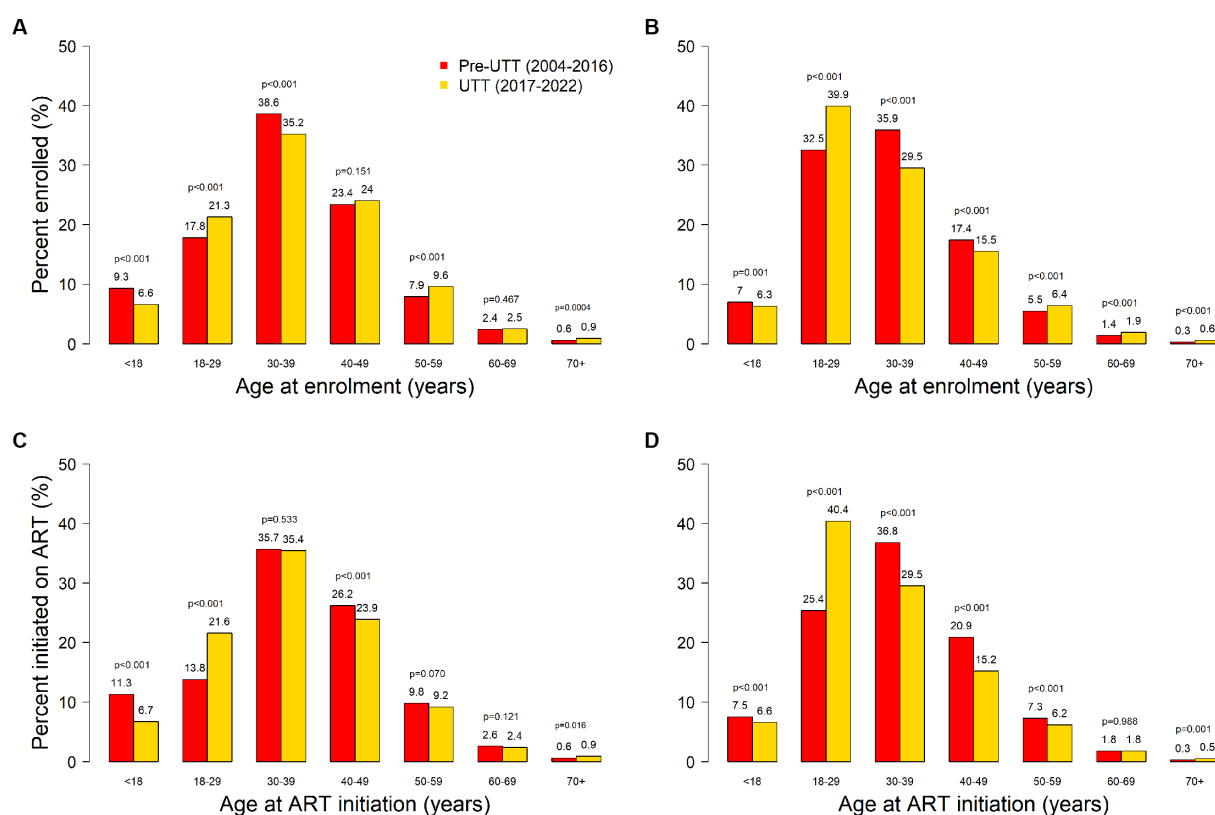 A
Percent enrolled (%)
50
40
30
20
10
0
Pre-UTT (2004-2016)
UTT (2017-2022)
p<0.001
9.3
6.6
p<0.001
17.8
21.3
p<0.001
38.6
35.2
p=0.151
23.4
24
p<0.001
7.9
9.6
p=0.467
2.4
2.5
p=0.0004
0.6
0.9
<18
18-29
30-39
40-49
50-59
60-69
70+
Age at enrolment (years)
B
50
40
30
20
10
0
p=0.001
7
6.3
p<0.001
32.5
39.9
p<0.001
35.9
29.5
p<0.001
17.4
15.5
p<0.001
5.5
6.4
p<0.001
1.4
1.9
p<0.001
0.3
0.6
<18
18-29
30-39
40-49
50-59
60-69
70+
Age at enrolment (years)
C
Percent initiated on ART (%)
50
40
30
20
10
0
p<0.001
11.3
6.7
p<0.001
13.8
21.6
p=0.533
35.7
35.4
p<0.001
26.2
23.9
p=0.070
9.8
9.2
p=0.121
2.6
2.4
p=0.016
0.6
0.9
<18
18-29
30-39
40-49
50-59
60-69
70+
Age at ART initiation (years)
D
50
40
30
20
10
0
p<0.001
7.5
6.6
p<0.001
25.4
40.4
p<0.001
36.8
29.5
p<0.001
20.9
15.2
p<0.001
7.3
6.2
p=0.988
1.8
1.8
p=0.001
0.3
0.5
<18
18-29
30-39
40-49
50-59
60-69
70+
Age at ART initiation (years)